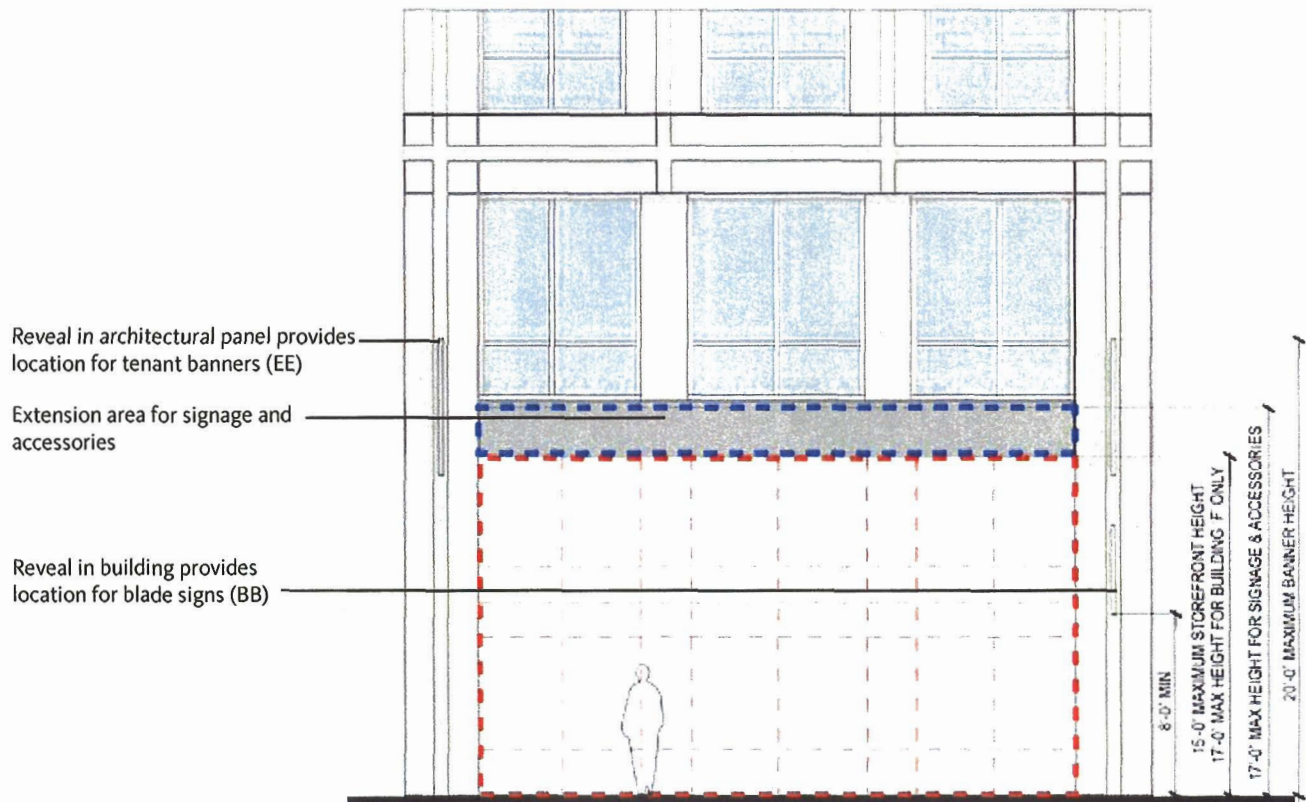 Reveal in architectural panel provides
location for tenant banners (EE)
Extension area for signage and
accessories
Reveal in building provides
location for blade signs (BB)
8'-0" MIN
15'-0" MAXIMUM STOREFRONT HEIGHT
17'-0" MAX HEIGHT FOR BUILDING 'F' ONLY
17'-0" MAX HEIGHT FOR SIGNAGE & ACCESSORIES
20'-0" MAXIMUM BANNER HEIGHT